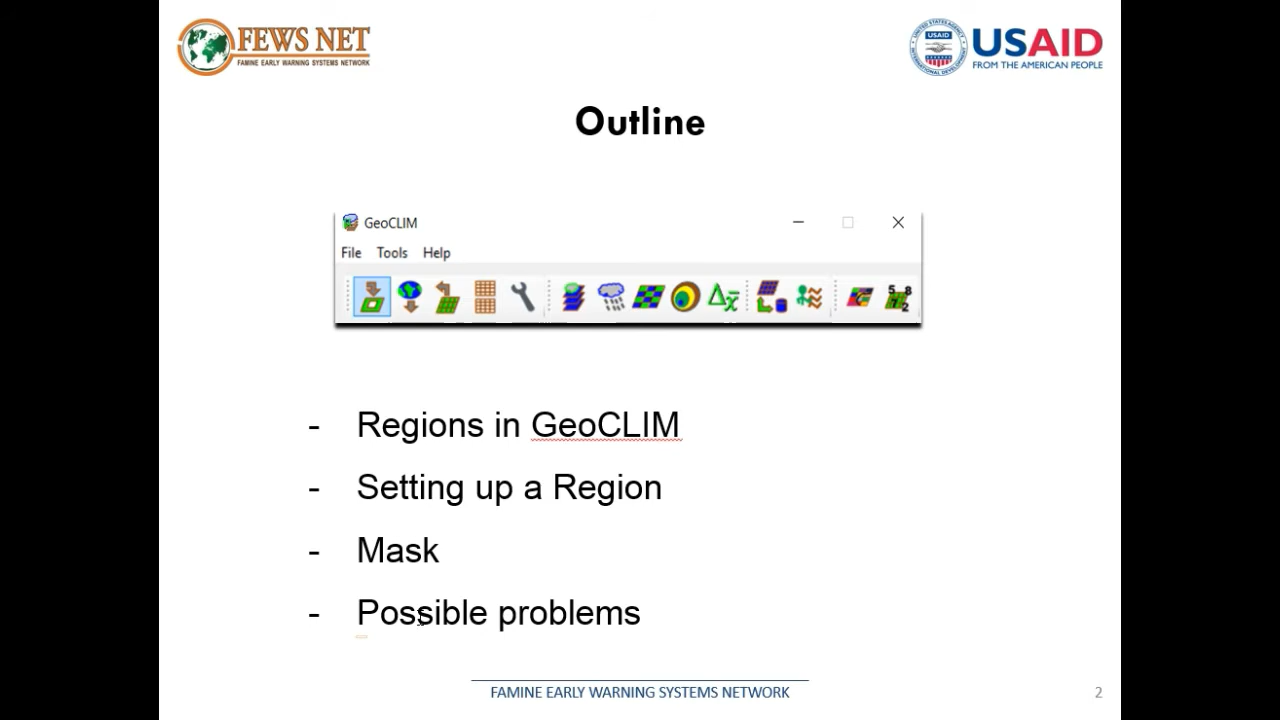 FEWS NET
FAMINE EARLY WARNING SYSTEMS NETWORK
USAID
USAID
FROM THE AMERICAN PEOPLE
Outline
GeoCLIM
File Tools Help
- Regions in GeoCLIM
- Setting up a Region
- Mask
- Possible problems
FAMINE EARLY WARNING SYSTEMS NETWORK
2